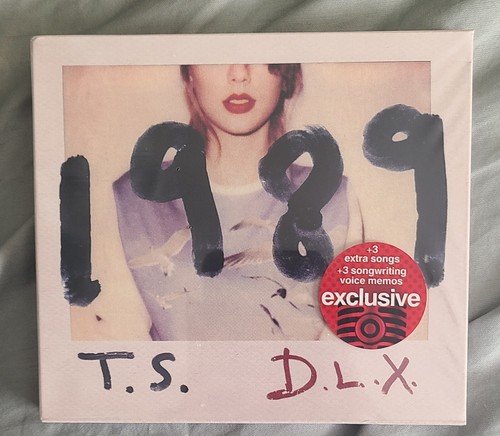 1989
+3
extra songs
+3 songwriting
voice memos
exclusive
T.S. D.L.X.